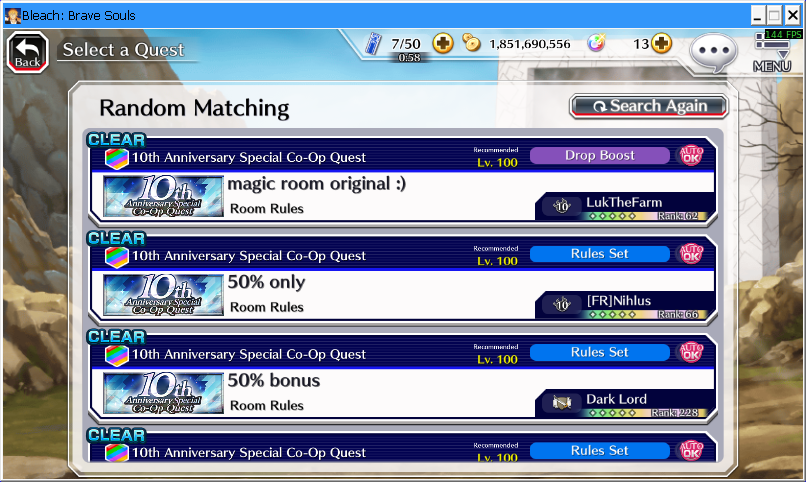 Bleach: Brave Souls
144 FPS
Back
Select a Quest
7/50
0:58
1,851,690,556
13
MENU
Random Matching
Search Again
CLEAR
10th Anniversary Special Co-Op Quest
Recommended
Lv. 100
Drop Boost
AUTO OK
10th
Anniversary Special
Co-Op Quest
magic room original :)
Room Rules
10
LukTheFarm
Rank: 62
CLEAR
10th Anniversary Special Co-Op Quest
Recommended
Lv. 100
Rules Set
AUTO OK
10th
Anniversary Special
Co-Op Quest
50% only
Room Rules
10
[FR]Nihlus
Rank: 66
CLEAR
10th Anniversary Special Co-Op Quest
Recommended
Lv. 100
Rules Set
AUTO OK
10th
Anniversary Special
Co-Op Quest
50% bonus
Room Rules
Dark Lord
Rank: 228
CLEAR
10th Anniversary Special Co-Op Quest
Recommended
Lv. 100
Rules Set
AUTO OK